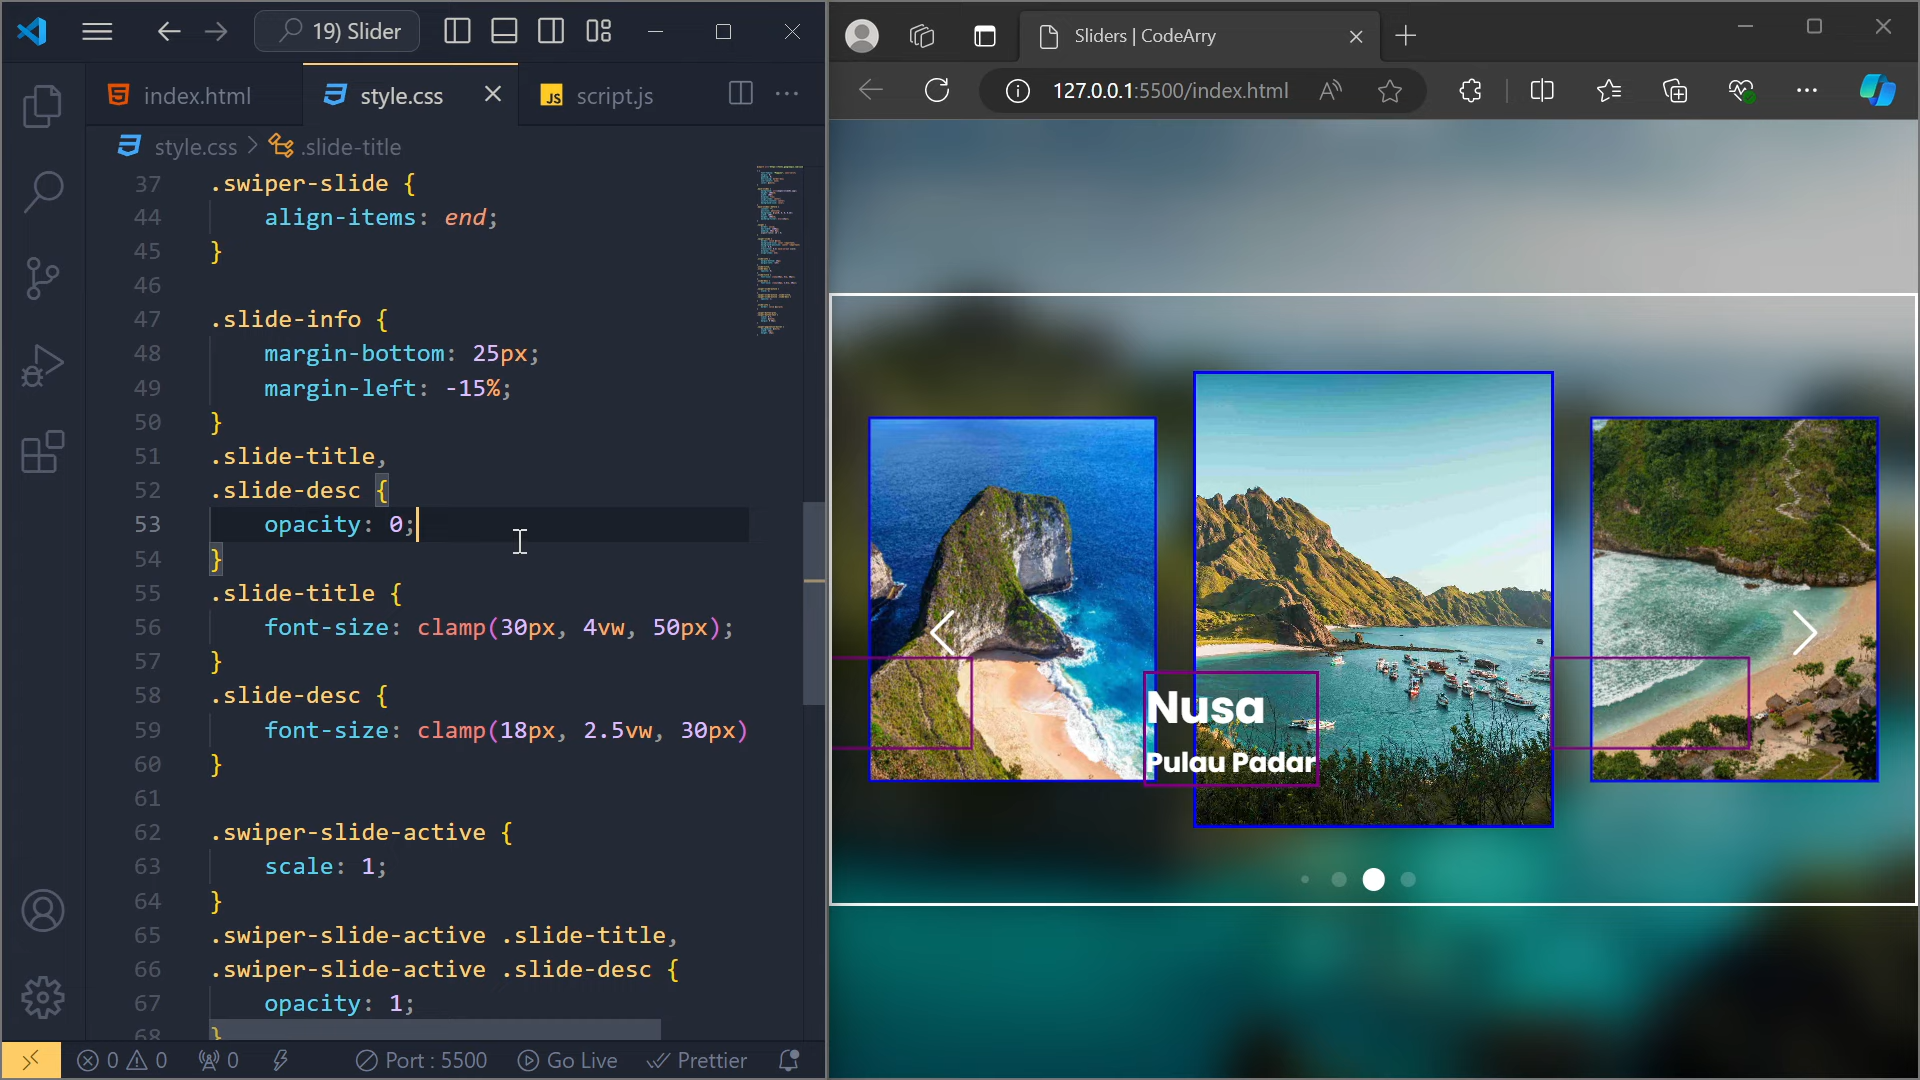 19) Slider
index.html
style.css
JS script.js
style.css > .slide-title
37 .swiper-slide {
44 align-items: end;
45 }
46
47 .slide-info {
48 margin-bottom: 25px;
49 margin-left: -15%;
50 }
51 .slide-title,
52 .slide-desc {
53 opacity: 0;
54 }
55 .slide-title {
56 font-size: clamp(30px, 4vw, 50px);
57 }
58 .slide-desc {
59 font-size: clamp(18px, 2.5vw, 30px)
60 }
61
62 .swiper-slide-active {
63 scale: 1;
64 }
65 .swiper-slide-active .slide-title,
66 .swiper-slide-active .slide-desc {
67 opacity: 1;
68 }
0 0 0 Port : 5500 Go Live Prettier
Sliders | CodeArry
127.0.0.1:5500/index.html
Nusa
Pulau Padar